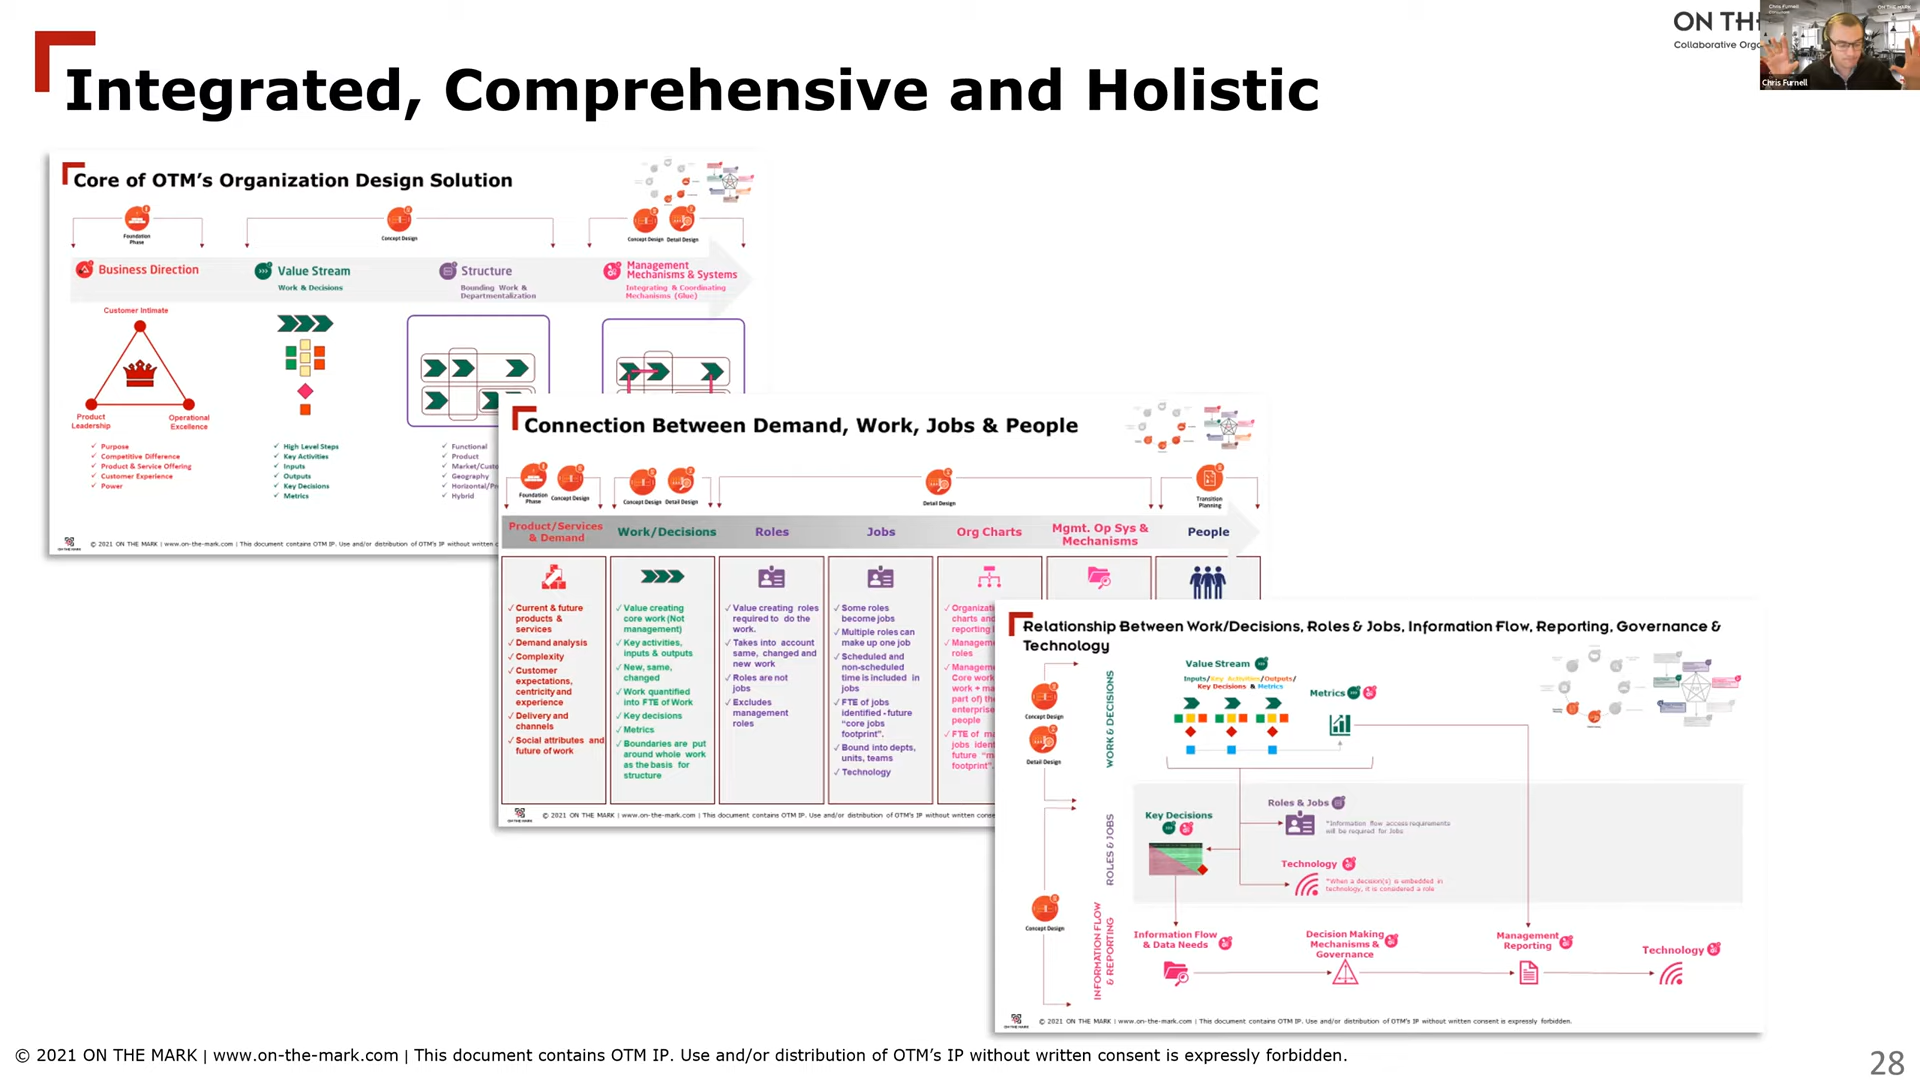 Integrated, Comprehensive and Holistic
ON TH
Collaborative Orga
Chris Furnell
Core of OTM's Organization Design Solution
Foundation
Phase
Concept Design
Concept Design
Detail Design
Business Direction
Value Stream
Work & Decisions
Structure
Bounding Work &
Departmentalization
Management
Mechanisms & Systems
Integrating & Coordinating
Mechanisms (Glue)
Customer Intimate
Product
Leadership
Operational
Excellence
✓ Purpose
✓ Competitive Difference
✓ Product & Service Offering
✓ Customer Experience
✓ Power
✓ High Level Steps
✓ Key Activities
✓ Inputs
✓ Outputs
✓ Key Decisions
✓ Metrics
✓ Functional
✓ Product
✓ Market/Custo
✓ Geography
✓ Horizontal/Pr
✓ Hybrid
ON THE MARK
© 2021 ON THE MARK | www.on-the-mark.com | This document contains OTM IP. Use and/or distribution of OTM's IP without written c
Connection Between Demand, Work, Jobs & People
Foundation
Phase
Concept Design
Concept Design
Detail Design
Detail Design
Transition
Planning
Product/Services
& Demand
Work/Decisions
Roles
Jobs
Org Charts
Mgmt. Op Sys &
Mechanisms
People
✓ Current & future
products &
services
✓ Demand analysis
✓ Complexity
✓ Customer
expectations,
centricity and
experience
✓ Delivery and
channels
✓ Social attributes and
future of work
✓ Value creating
core work (Not
management)
✓ Key activities,
inputs & outputs
✓ New, same,
changed
✓ Work quantified
into FTE of Work
✓ Key decisions
✓ Metrics
✓ Boundaries are put
around whole work
as the basis for
structure
✓ Value creating roles
required to do the
work.
✓ Takes into account
same, changed and
new work
✓ Roles are not
jobs
✓ Excludes
management
roles
✓ Some roles
become jobs
✓ Multiple roles can
make up one job
✓ Scheduled and
non-scheduled
time is included in
jobs
✓ FTE of jobs
identified - future
"core jobs
footprint".
✓ Bound into depts,
units, teams
✓ Technology
✓ Organizati
charts and
reporting l
✓ Managem
roles
✓ Manageme
Core work
work + ma
part of) the
enterprise
people
✓ FTE of m
jobs iden
future "m
footprint".
ON THE MARK
© 2021 ON THE MARK | www.on-the-mark.com | This document contains OTM IP. Use and/or distribution of OTM's IP without written conse
Relationship Between Work/Decisions, Roles & Jobs, Information Flow, Reporting, Governance &
Technology
Concept Design
Detail Design
Concept Design
WORK & DECISIONS
ROLES & JOBS
INFORMATION FLOW
& REPORTING
Value Stream
Inputs/Key Activities/Outputs/
Key Decisions & Metrics
Metrics
Key Decisions
Roles & Jobs
*Information flow access requirements
will be required for Jobs
Technology
*When a decision(s) is embedded in
technology, it is considered a role
Information Flow
& Data Needs
Decision Making
Mechanisms &
Governance
Management
Reporting
Technology
ON THE MARK
© 2021 ON THE MARK | www.on-the-mark.com | This document contains OTM IP. Use and/or distribution of OTM's IP without written consent is expressly forbidden.
© 2021 ON THE MARK | www.on-the-mark.com | This document contains OTM IP. Use and/or distribution of OTM's IP without written consent is expressly forbidden.
28